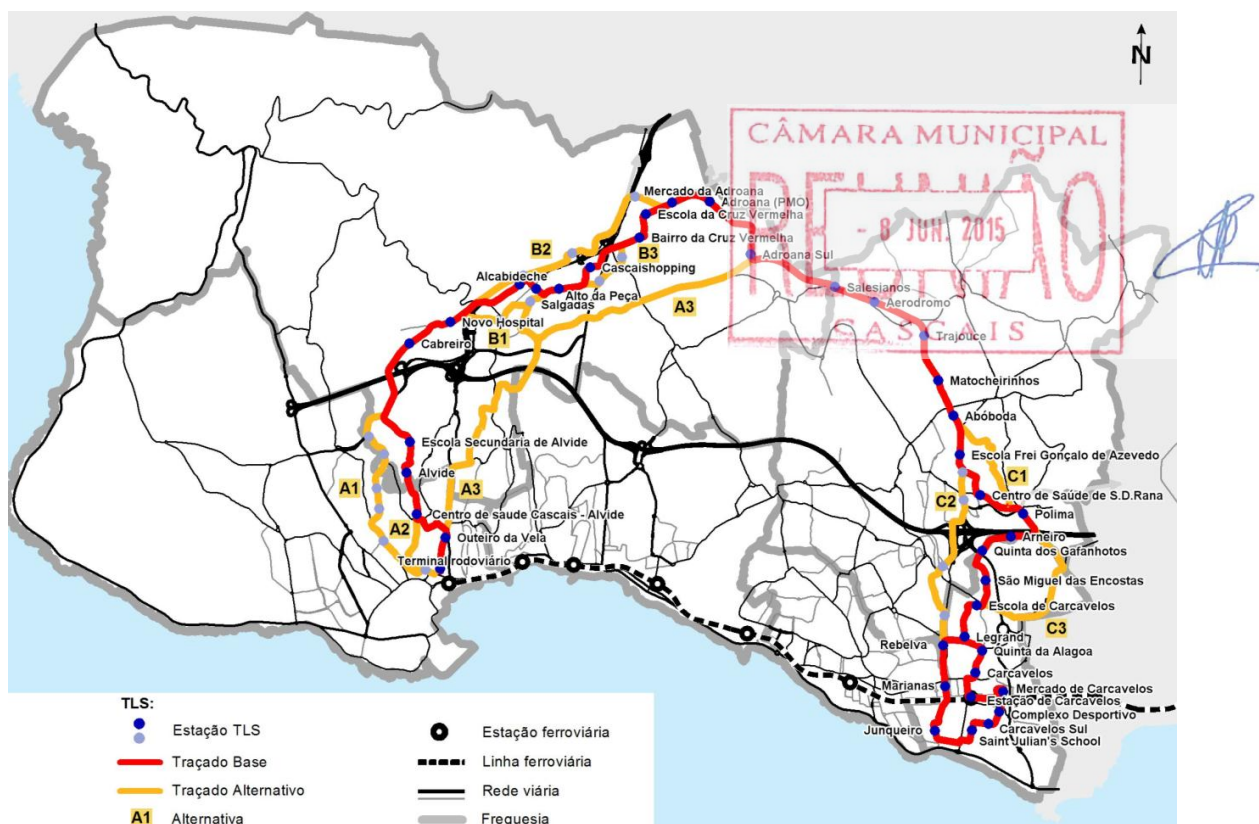 N
CÂMARA MUNICIPAL
REUNIÃO
- 8 JUN. 2015
CASCAIS
Mercado da Adroana
Adroana (PMO)
Escola da Cruz Vermelha
Bairro da Cruz Vermelha
B2
B3
Adroana Sul
Cascaishopping
Alcabideche
Alto da Peça
Salgadas
A3
Salesianos
Aerodromo
Novo Hospital
B1
Cabreiro
Trajouce
Matocheirinhos
Abóboda
Escola Secundaria de Alvide
Escola Frei Gonçalo de Azevedo
Alvide
C1
A1
A3
C2
Centro de Saúde de S.D.Rana
Centro de saude Cascais - Alvide
Polima
A2
Outeiro da Vela
Arneiro
Quinta dos Gafanhotos
Terminal rodoviário
São Miguel das Encostas
Escola de Carcavelos
C3
Legrand
Rebelva
Quinta da Alagoa
Carcavelos
Marianas
Mercado de Carcavelos
Estação de Carcavelos
Complexo Desportivo
Junqueiro
Carcavelos Sul
Saint Julian's School
TLS:
Estação TLS
Traçado Base
Traçado Alternativo
A1 Alternativa
Estação ferroviária
Linha ferroviária
Rede viária
Freguesia